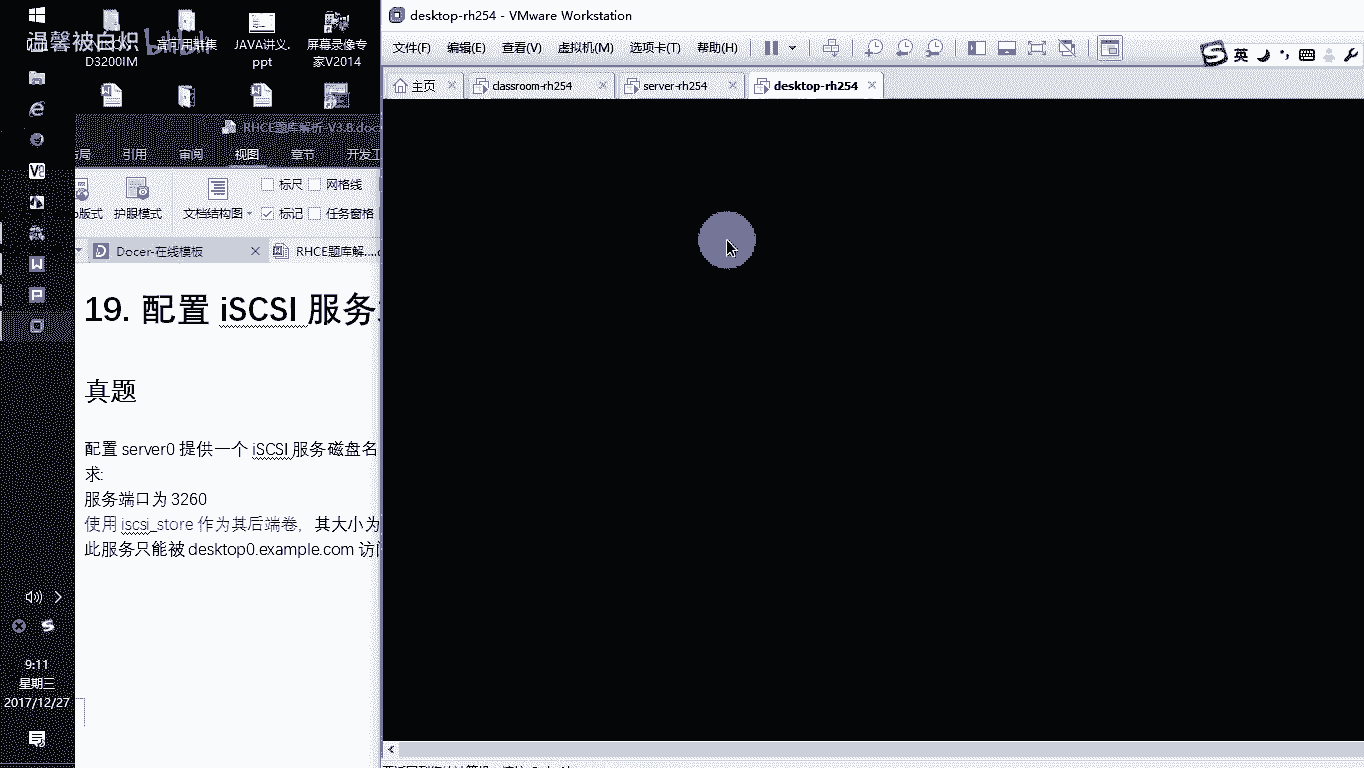 desktop-rh254 - VMware Workstation
文件(F) 编辑(E) 查看(V) 虚拟机(M) 选项卡(T) 帮助(H)
英
主页 classroom-rh254 server-rh254 desktop-rh254
温馨被白炽
D3200IM
JAVA讲义.
ppt
屏幕录像专
家V2014
RHCE题库解析-V3.8.doc
引用 审阅 视图 章节 开发工
标尺 网格线
版式 护眼模式 文档结构图 标记 任务窗格
Docer-在线模板 RHCE题库解....
19. 配置 iSCSI 服务
真题
配置 server0 提供一个 iSCSI 服务磁盘名
求:
服务端口为 3260
使用 iscsi_store 作为其后端卷, 其大小为
此服务只能被 desktop0.example.com 访
9:11
星期三
2017/12/27